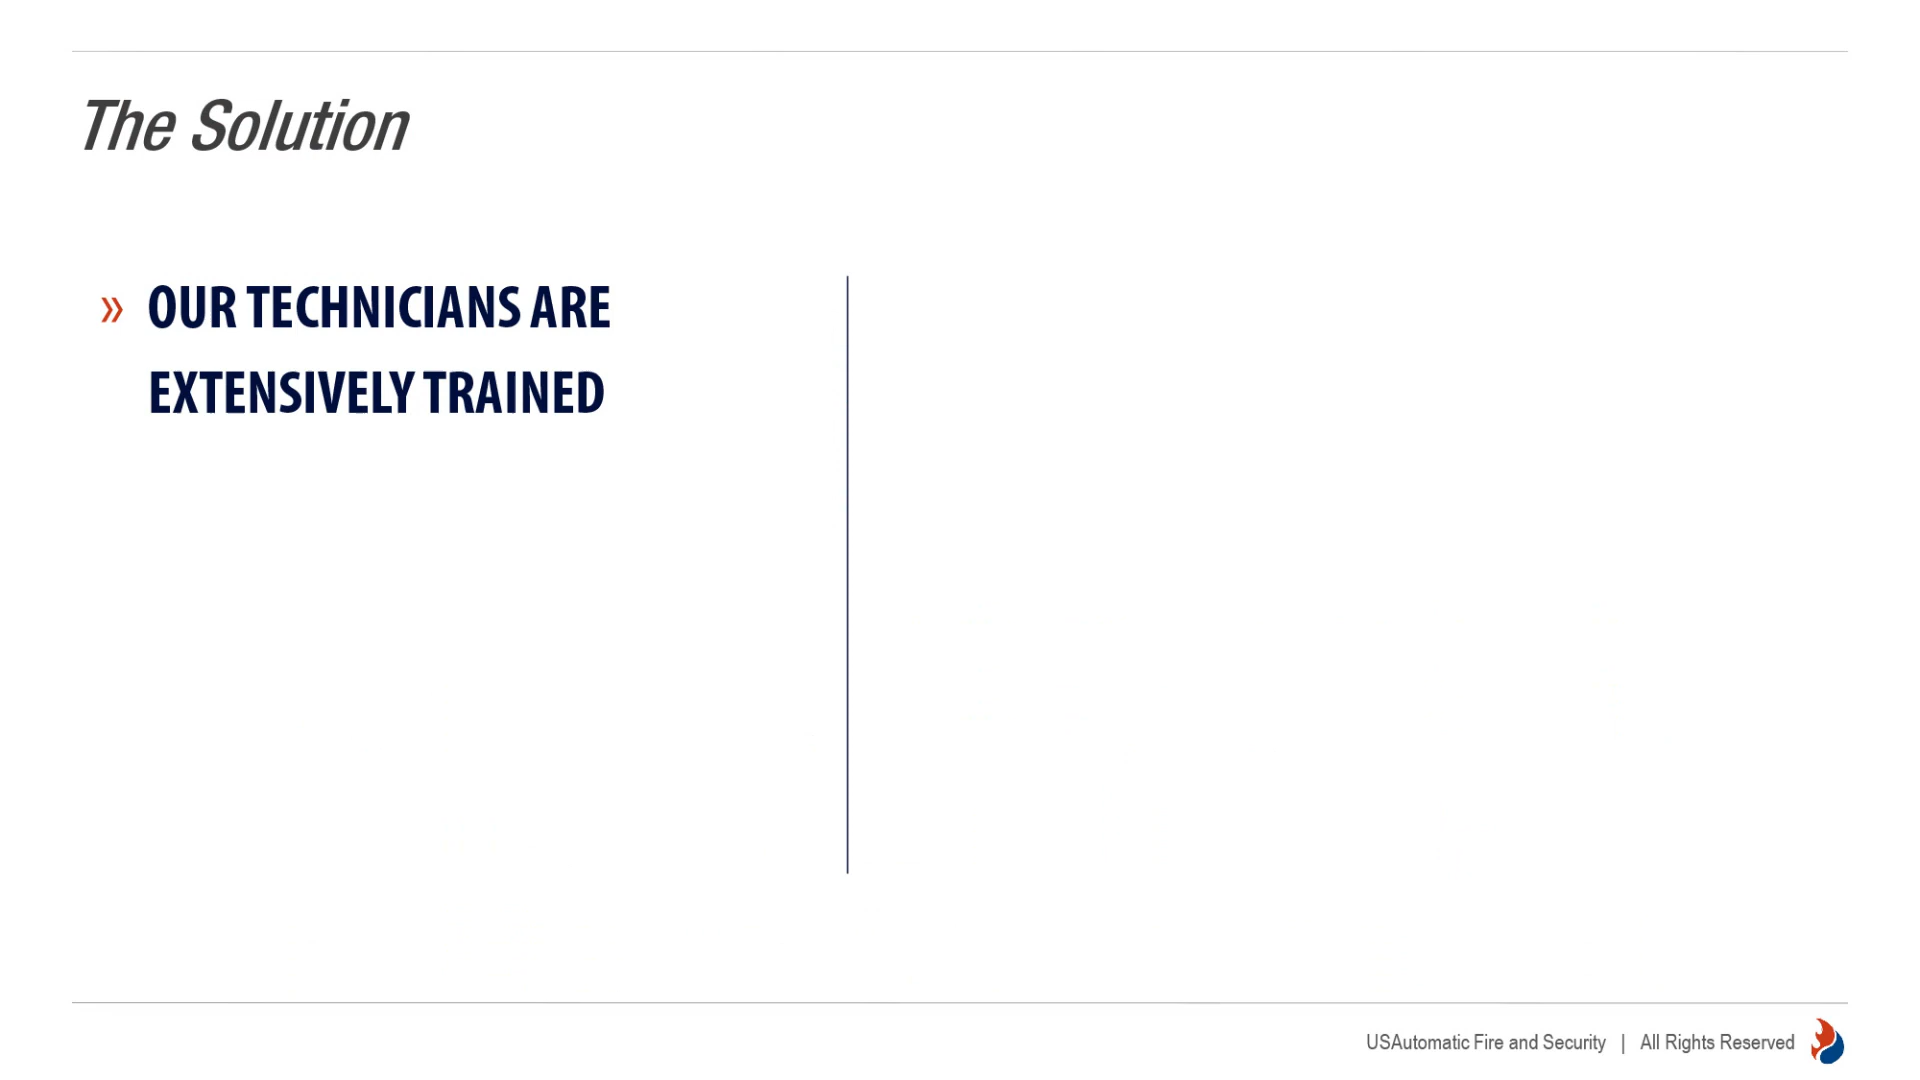 The Solution
» OUR TECHNICIANS ARE
EXTENSIVELY TRAINED
USAutomatic Fire and Security | All Rights Reserved